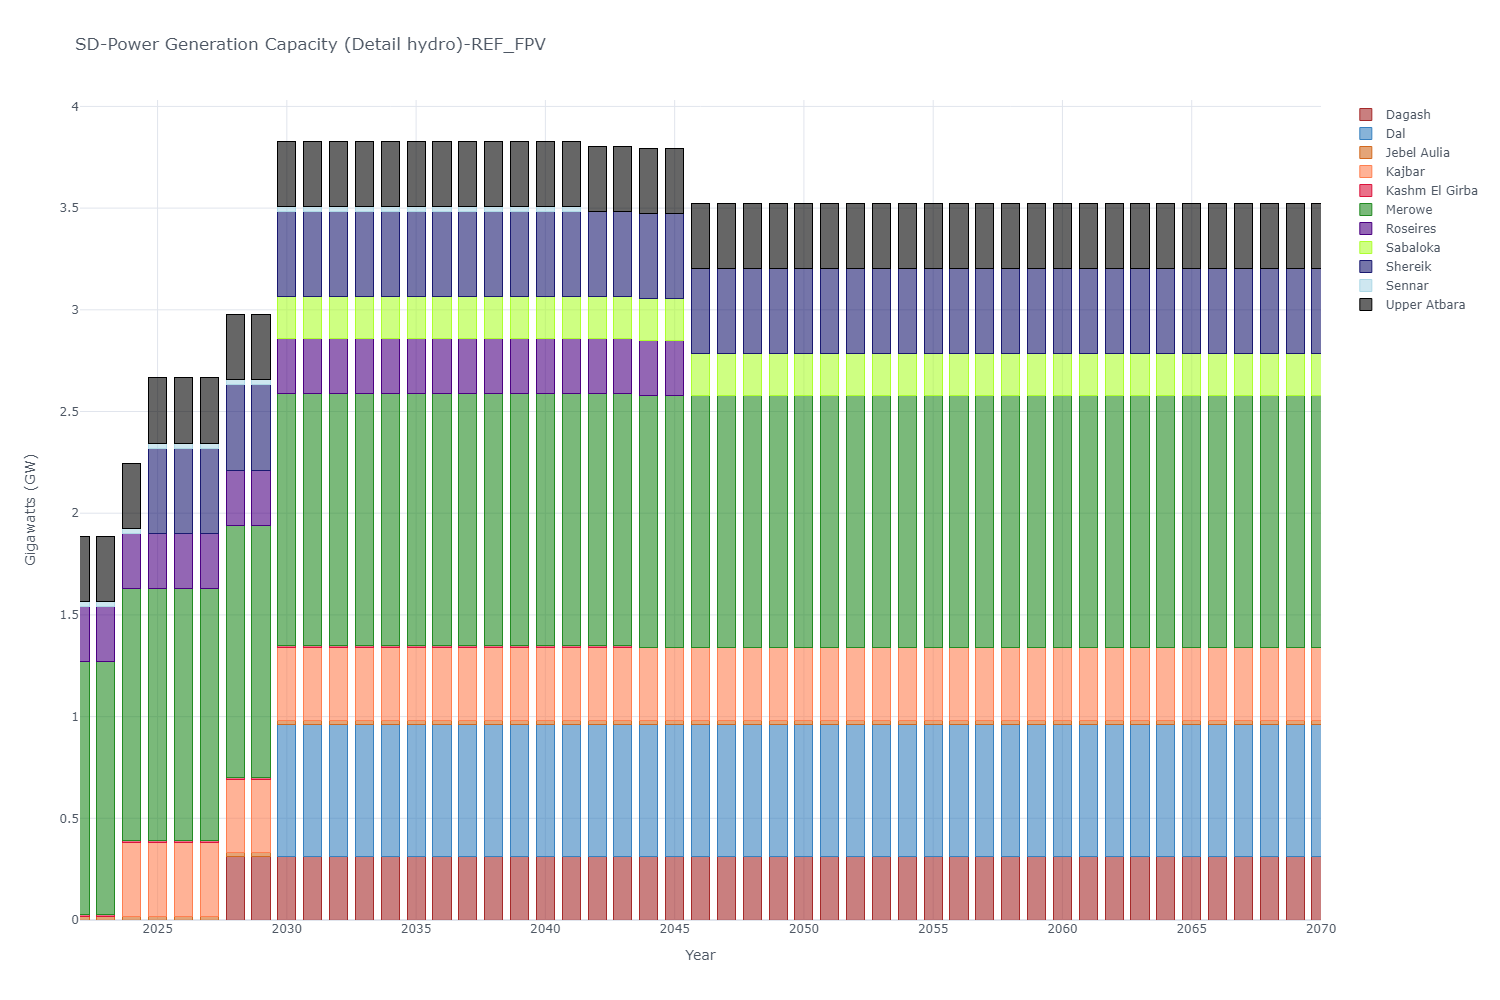 SD-Power Generation Capacity (Detail hydro)-REF_FPV
4
3.5
3
2.5
2
1.5
1
0.5
0
Gigawatts (GW)
2025
2030
2035
2040
2045
2050
2055
2060
2065
2070
Year
Dagash
Dal
Jebel Aulia
Kajbar
Kashm El Girba
Merowe
Roseires
Sabaloka
Shereik
Sennar
Upper Atbara